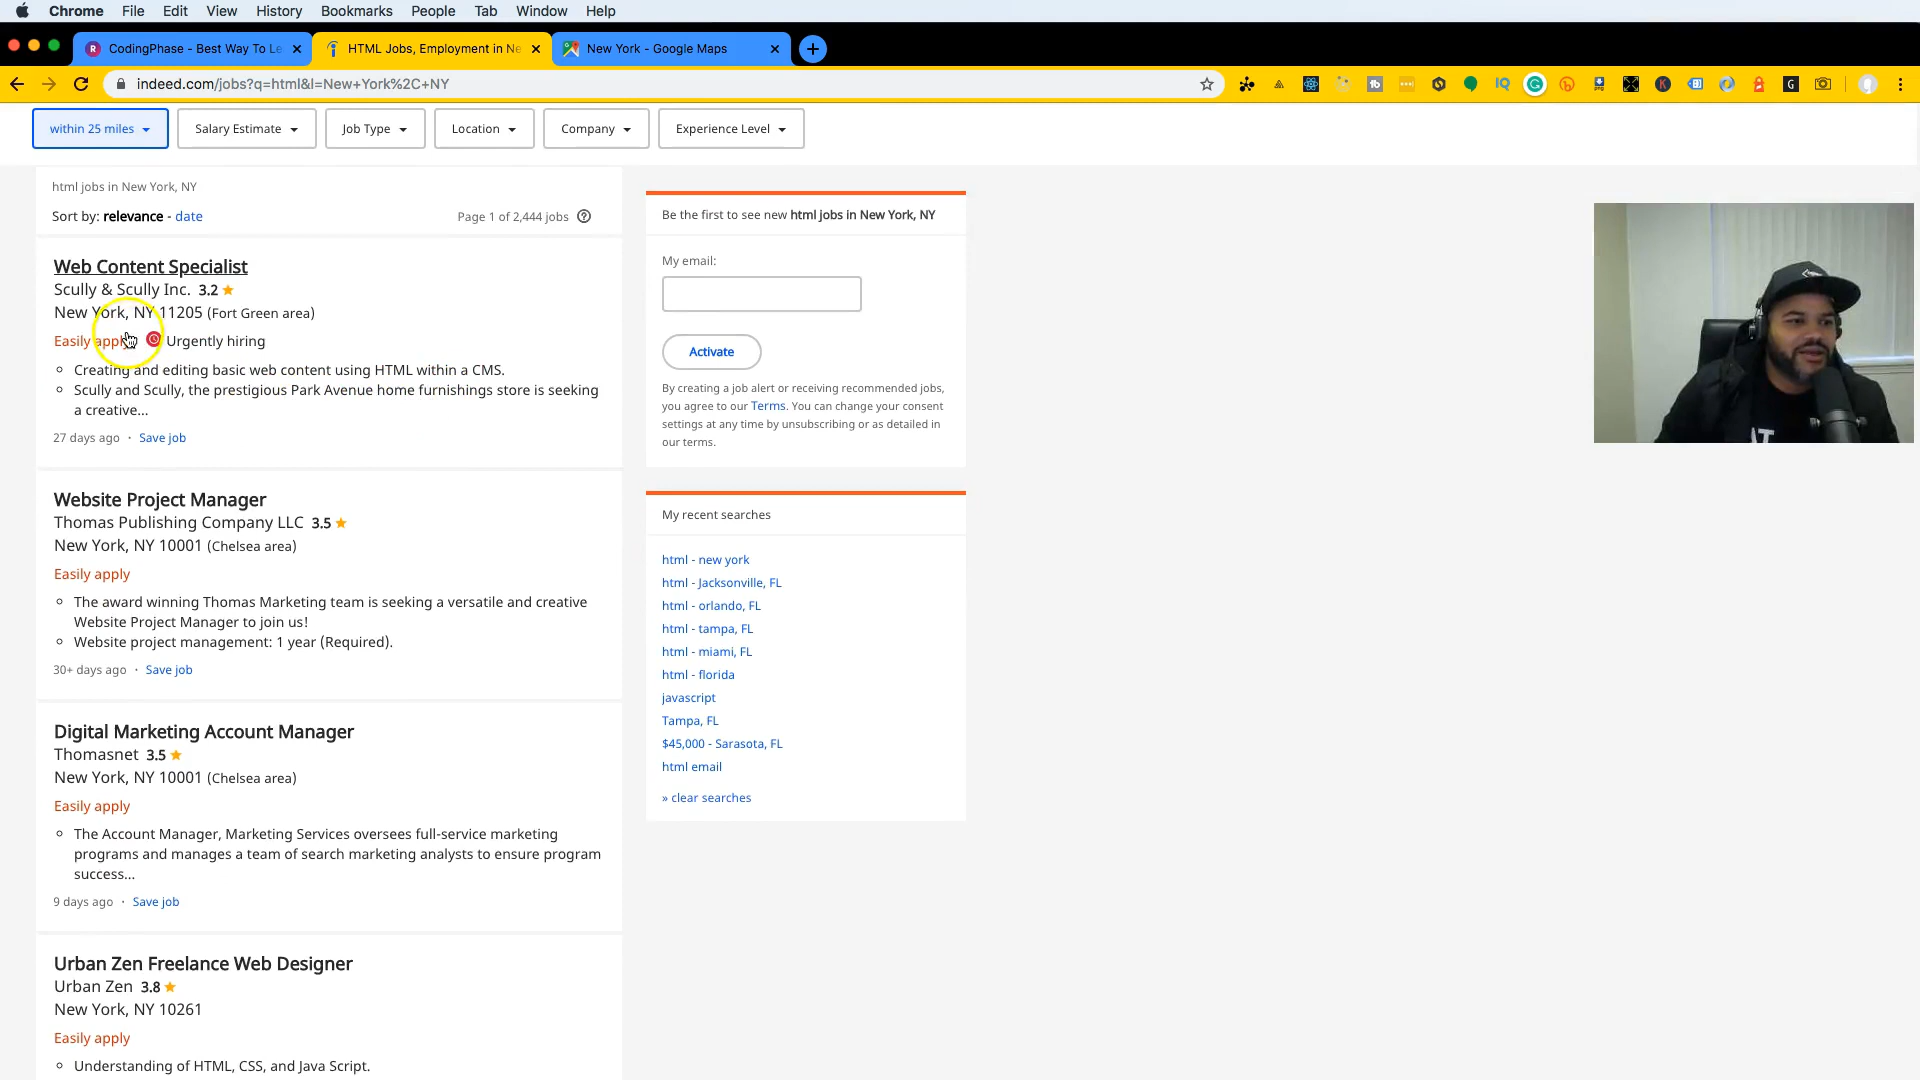 Chrome File Edit View History Bookmarks People Tab Window Help
CodingPhase - Best Way To Le
HTML Jobs, Employment in Ne
New York - Google Maps
indeed.com/jobs?q=html&l=New+York%2C+NY
within 25 miles
Salary Estimate
Job Type
Location
Company
Experience Level
html jobs in New York, NY
Sort by: relevance - date
Page 1 of 2,444 jobs
Web Content Specialist
Scully & Scully Inc. 3.2
New York, NY 11205 (Fort Green area)
Easily apply
Urgently hiring
Creating and editing basic web content using HTML within a CMS.
Scully and Scully, the prestigious Park Avenue home furnishings store is seeking
a creative...
27 days ago · Save job
Website Project Manager
Thomas Publishing Company LLC 3.5
New York, NY 10001 (Chelsea area)
Easily apply
The award winning Thomas Marketing team is seeking a versatile and creative
Website Project Manager to join us!
Website project management: 1 year (Required).
30+ days ago · Save job
Digital Marketing Account Manager
Thomasnet 3.5
New York, NY 10001 (Chelsea area)
Easily apply
The Account Manager, Marketing Services oversees full-service marketing
programs and manages a team of search marketing analysts to ensure program
success...
9 days ago · Save job
Urban Zen Freelance Web Designer
Urban Zen 3.8
New York, NY 10261
Easily apply
Understanding of HTML, CSS, and Java Script.
Be the first to see new html jobs in New York, NY
My email:
Activate
By creating a job alert or receiving recommended jobs,
you agree to our Terms. You can change your consent
settings at any time by unsubscribing or as detailed in
our terms.
My recent searches
html - new york
html - Jacksonville, FL
html - orlando, FL
html - tampa, FL
html - miami, FL
html - florida
javascript
Tampa, FL
$45,000 - Sarasota, FL
html email
» clear searches